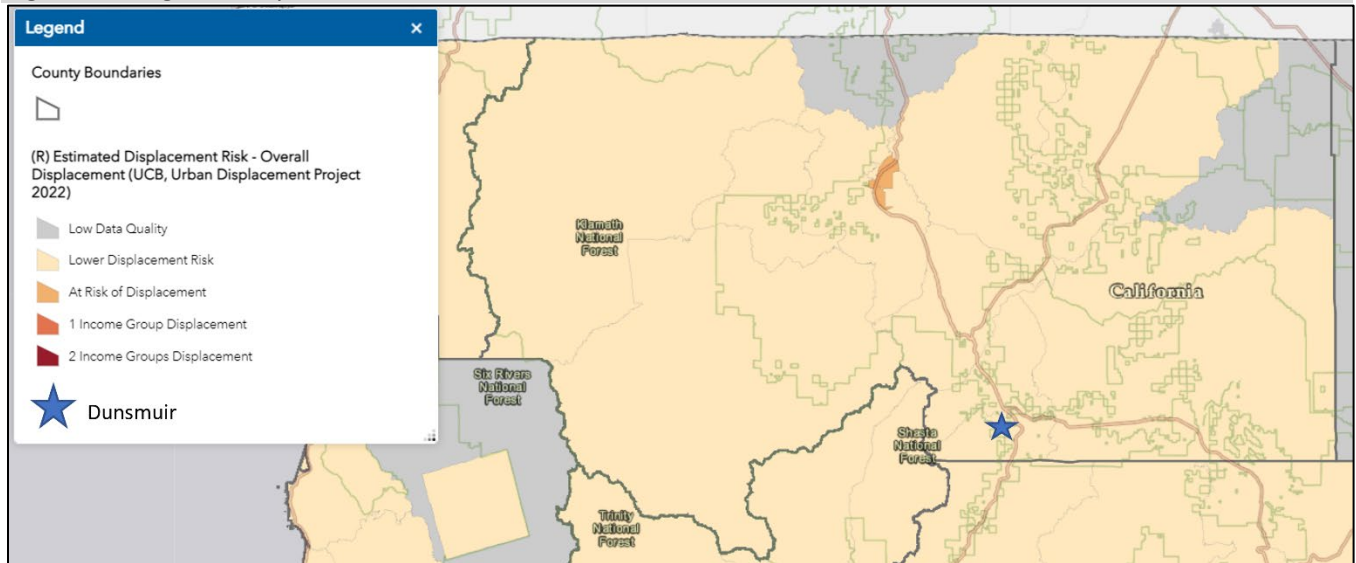 Legend
×
County Boundaries
(R) Estimated Displacement Risk - Overall
Displacement (UCB, Urban Displacement Project
2022)
Low Data Quality
Lower Displacement Risk
At Risk of Displacement
1 Income Group Displacement
2 Income Groups Displacement
Dunsmuir
Klamath
National
Forest
California
Six Rivers
National
Forest
Shasta
National
Forest
Trinity
National
Forest